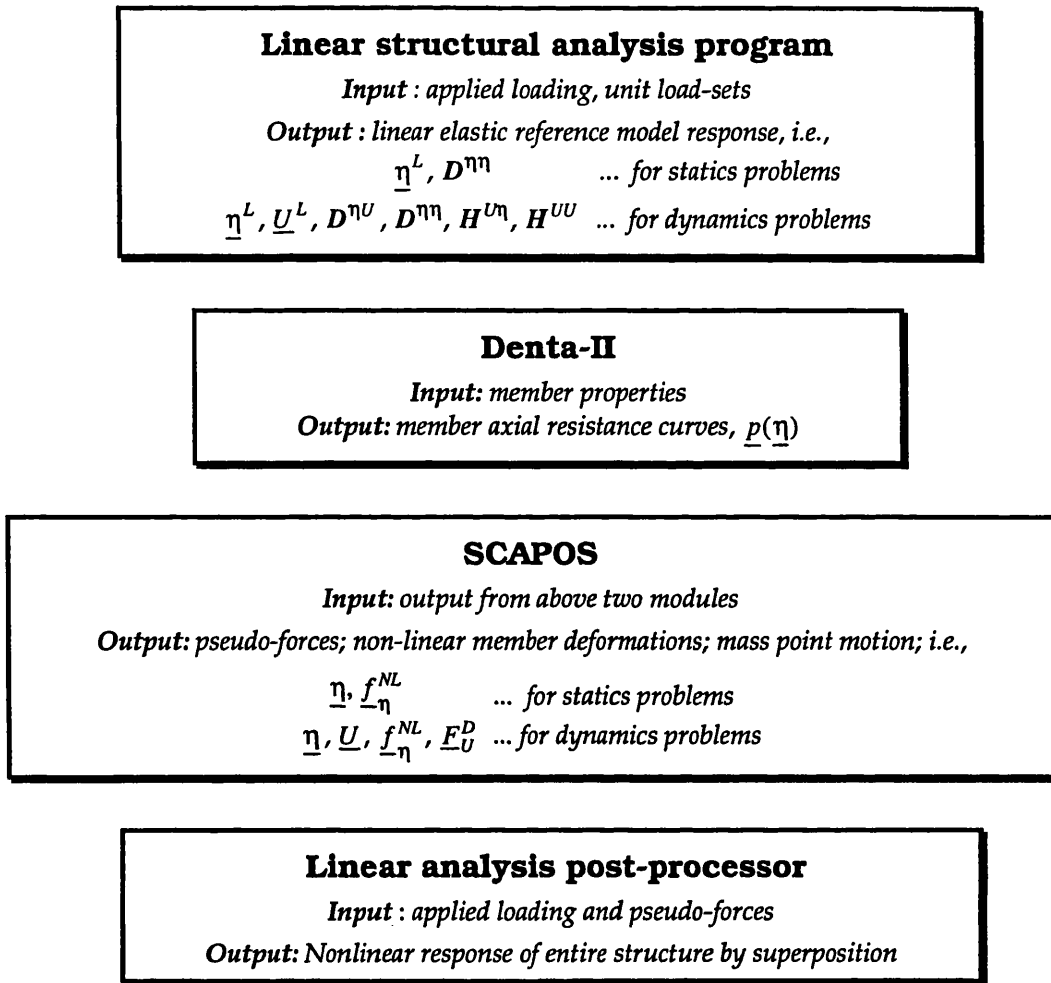 Linear structural analysis program
Input : applied loading, unit load-sets
Output : linear elastic reference model response, i.e.,
η^L, D^ηη ... for statics problems
η^L, U^L, D^ηU, D^ηη, H^Uη, H^UU ... for dynamics problems
Denta-II
Input: member properties
Output: member axial resistance curves, p(η)
SCAPOS
Input: output from above two modules
Output: pseudo-forces; non-linear member deformations; mass point motion; i.e.,
η, f_η^NL ... for statics problems
η, U, f_η^NL, F_U^D ... for dynamics problems
Linear analysis post-processor
Input : applied loading and pseudo-forces
Output: Nonlinear response of entire structure by superposition